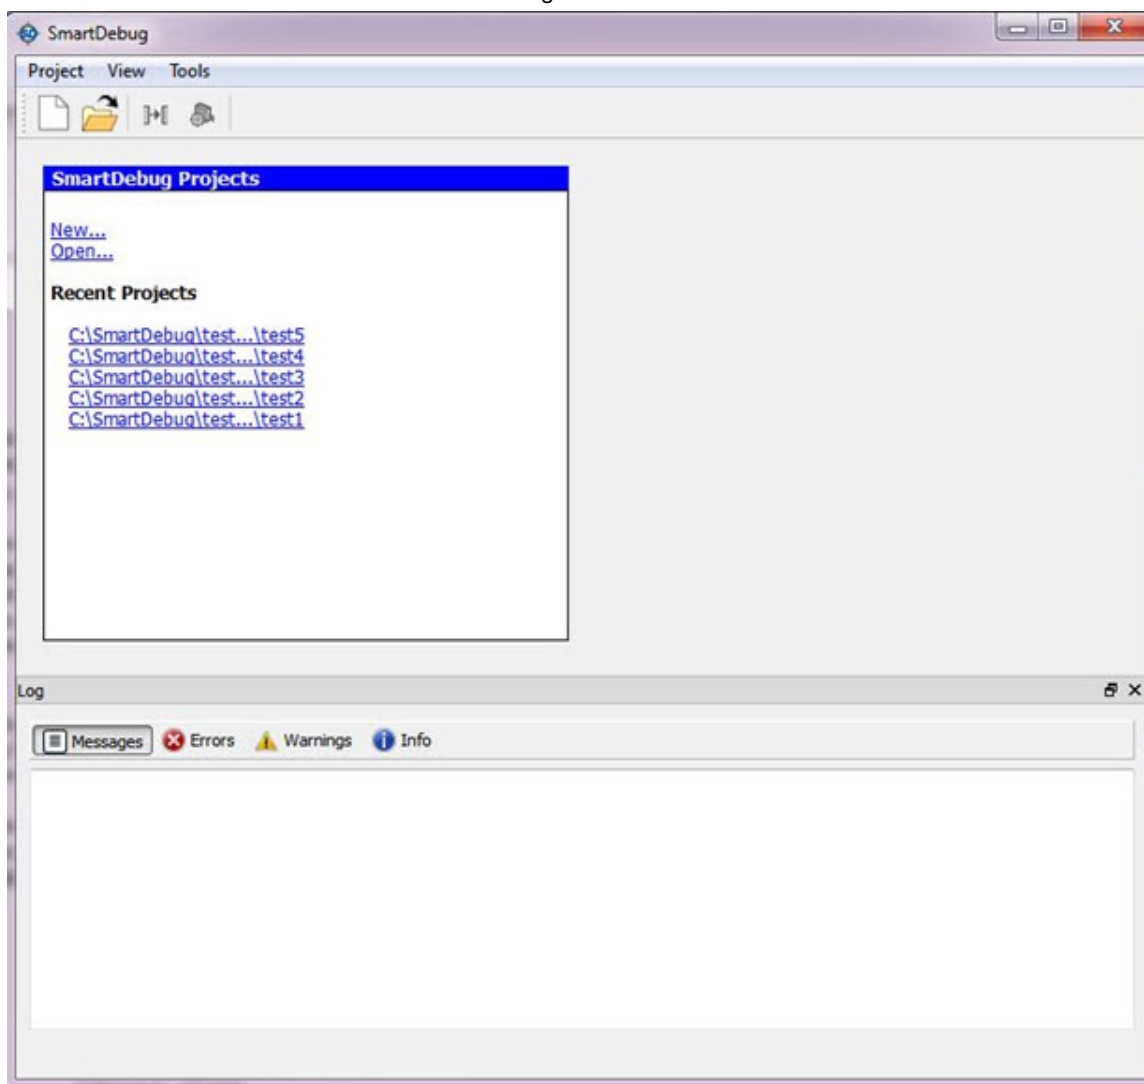 SmartDebug
Project View Tools
SmartDebug Projects
New...
Open...
Recent Projects
C:\SmartDebug\test...\test5
C:\SmartDebug\test...\test4
C:\SmartDebug\test...\test3
C:\SmartDebug\test...\test2
C:\SmartDebug\test...\test1
Log
Messages Errors Warnings Info